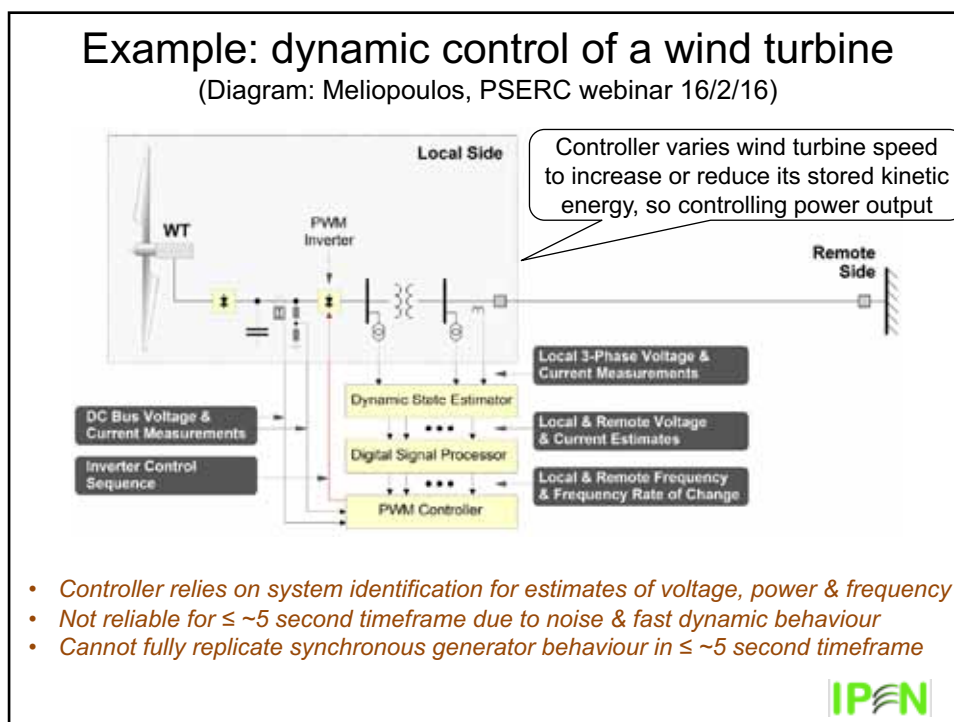 Example: dynamic control of a wind turbine
(Diagram: Meliopoulos, PSERC webinar 16/2/16)
Local Side
Controller varies wind turbine speed
to increase or reduce its stored kinetic
energy, so controlling power output
WT
PWM
Inverter
Remote
Side
Local 3-Phase Voltage &
Current Measurements
Dynamic State Estimator
DC Bus Voltage &
Current Measurements
Local & Remote Voltage
& Current Estimates
Digital Signal Processor
Inverter Control
Sequence
Local & Remote Frequency
& Frequency Rate of Change
PWM Controller
• Controller relies on system identification for estimates of voltage, power & frequency
• Not reliable for ≤ ~5 second timeframe due to noise & fast dynamic behaviour
• Cannot fully replicate synchronous generator behaviour in ≤ ~5 second timeframe
IPEN